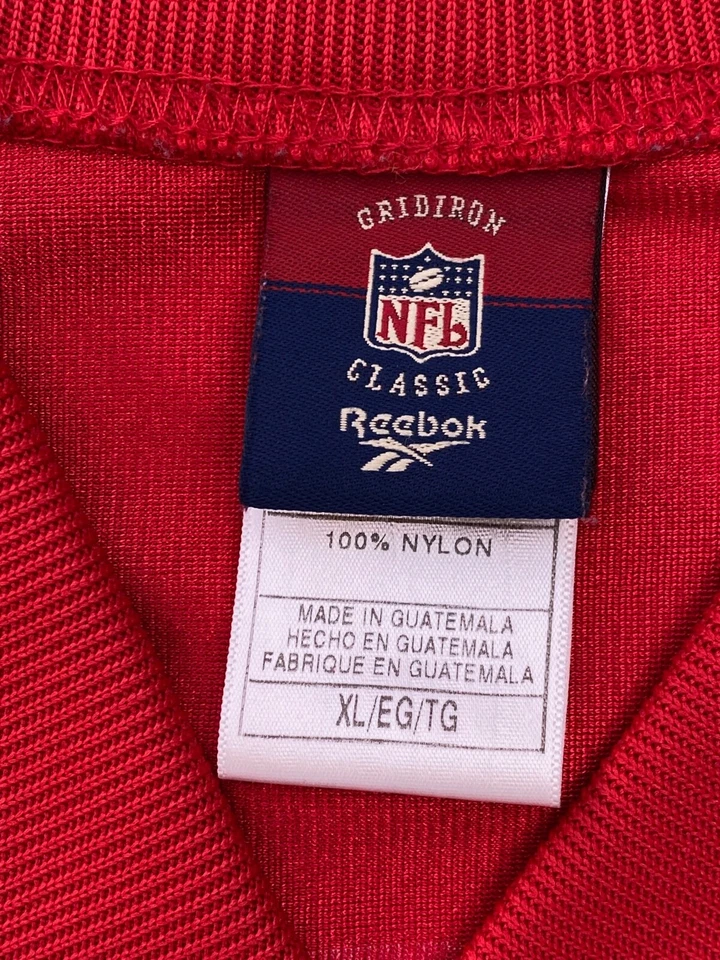 GRIDIRON
NFL
CLASSIC
Reebok
100% NYLON
MADE IN GUATEMALA
HECHO EN GUATEMALA
FABRIQUE EN GUATEMALA
XL/EG/TG